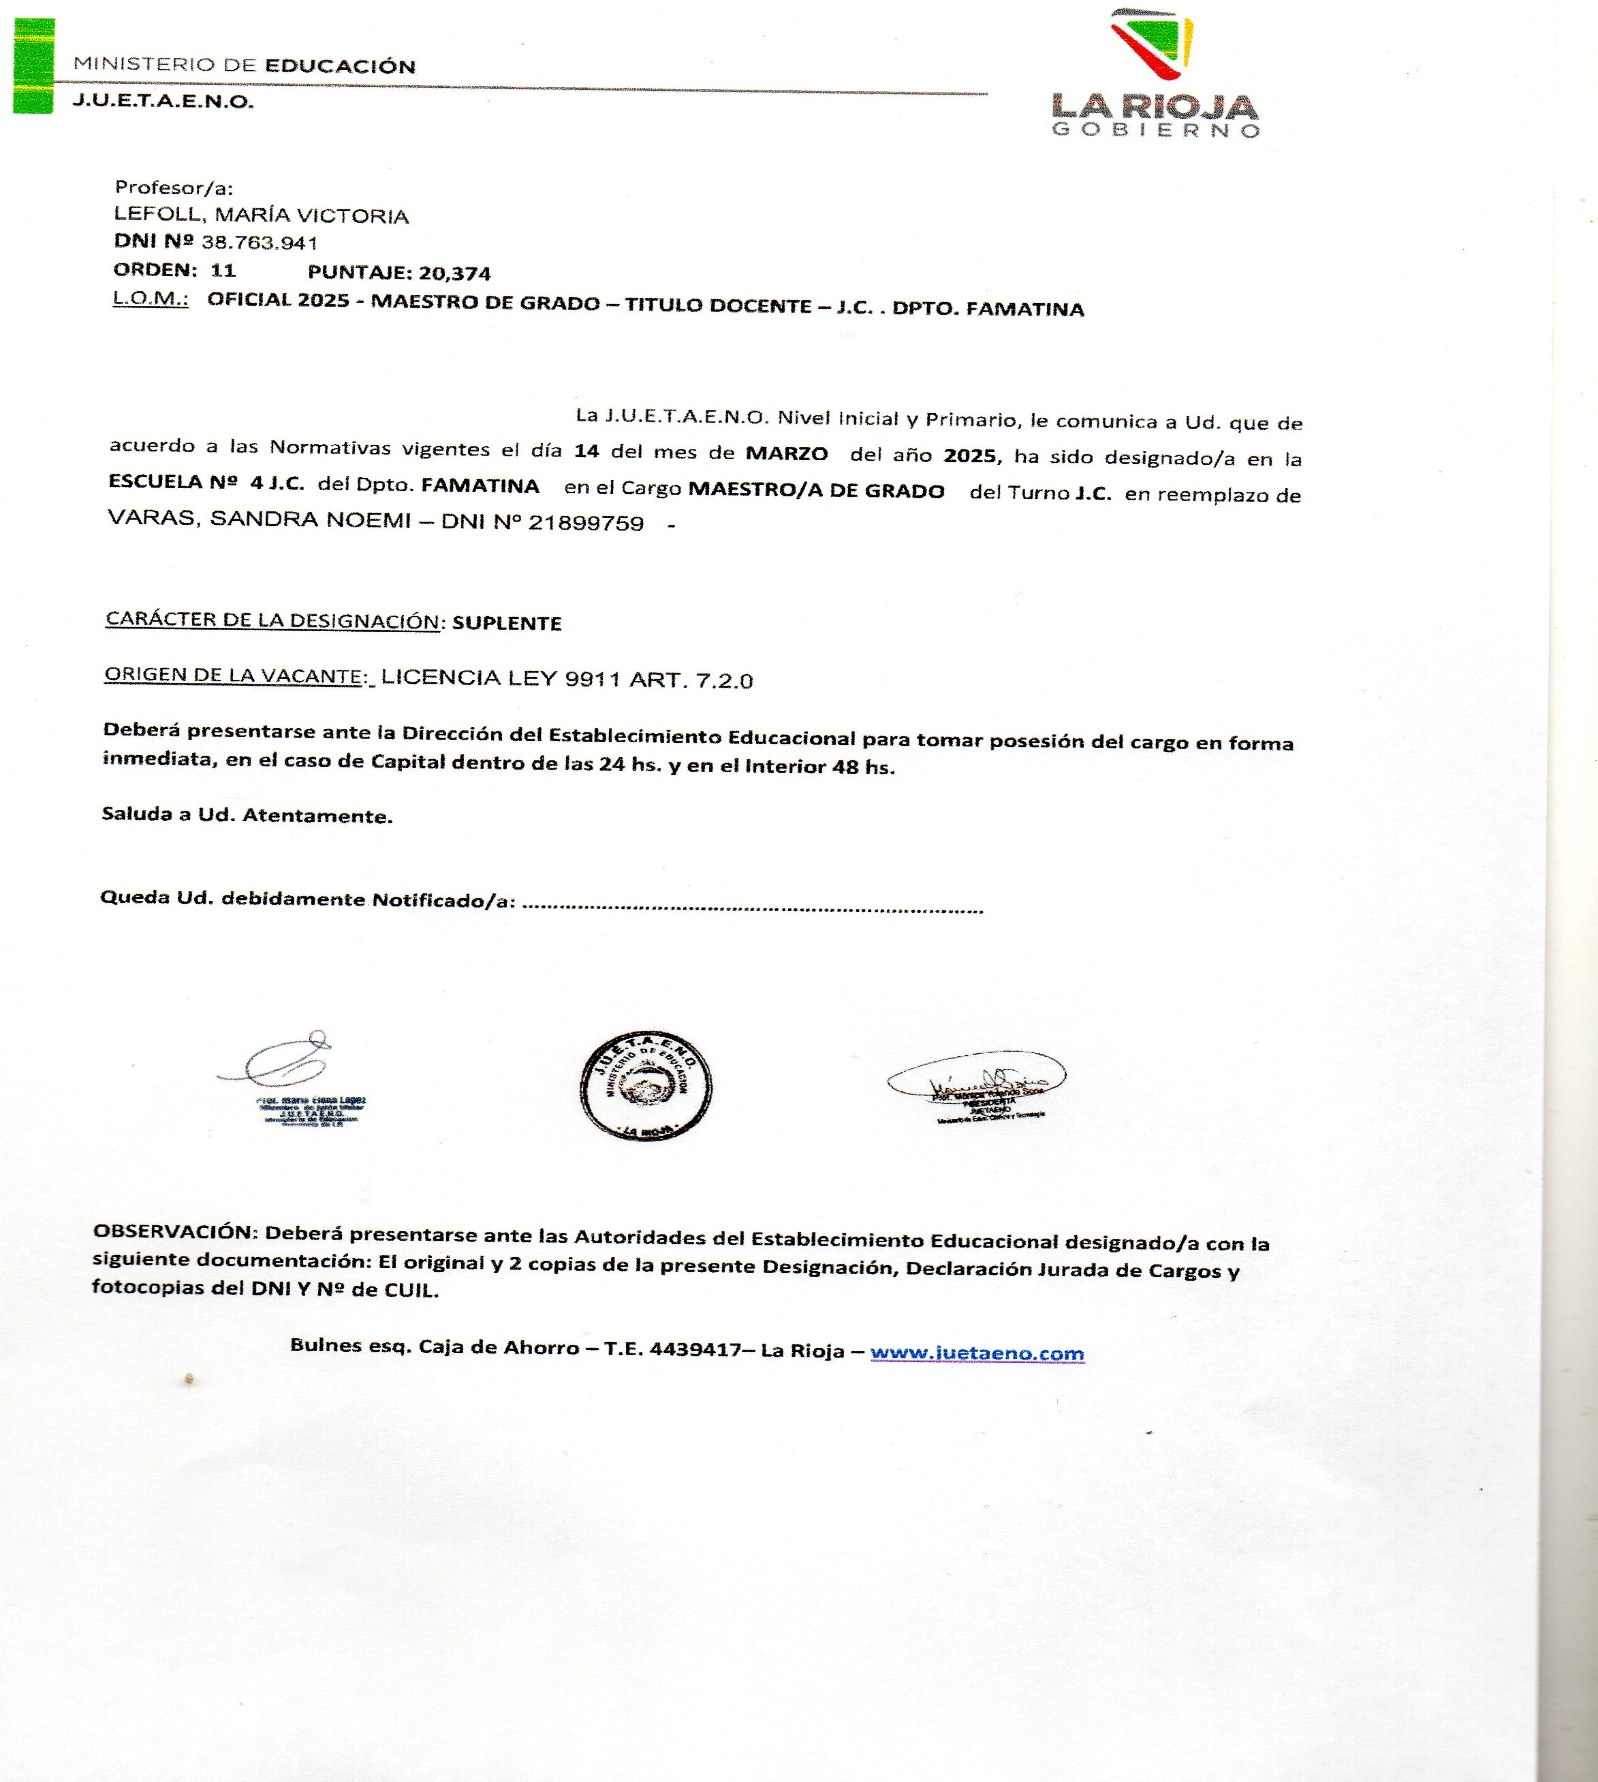 MINISTERIO DE EDUCACIÓN
J.U.E.T.A.E.N.O.
LA RIOJA
GOBIERNO
Profesor/a:
LEFOLL, MARÍA VICTORIA
DNI Nº 38.763.941
ORDEN: 11 PUNTAJE: 20,374
L.O.M.: OFICIAL 2025 - MAESTRO DE GRADO – TITULO DOCENTE – J.C. . DPTO. FAMATINA
La J.U.E.T.A.E.N.O. Nivel Inicial y Primario, le comunica a Ud. que de
acuerdo a las Normativas vigentes el día 14 del mes de MARZO del año 2025, ha sido designado/a en la
ESCUELA Nº 4 J.C. del Dpto. FAMATINA en el Cargo MAESTRO/A DE GRADO del Turno J.C. en reemplazo de
VARAS, SANDRA NOEMI – DNI Nº 21899759 -
CARÁCTER DE LA DESIGNACIÓN: SUPLENTE
ORIGEN DE LA VACANTE: LICENCIA LEY 9911 ART. 7.2.0
Deberá presentarse ante la Dirección del Establecimiento Educacional para tomar posesión del cargo en forma
inmediata, en el caso de Capital dentro de las 24 hs. y en el Interior 48 hs.
Saluda a Ud. Atentamente.
Queda Ud. debidamente Notificado/a: ............................................................................
Prof. María Elena Lopez
J.U.E.T.A.E.N.O.
J.U.E.T.A.E.N.O.
MINISTERIO DE EDUCACION
LA RIOJA
PRESIDENTA
JUETAENO
OBSERVACIÓN: Deberá presentarse ante las Autoridades del Establecimiento Educacional designado/a con la
siguiente documentación: El original y 2 copias de la presente Designación, Declaración Jurada de Cargos y
fotocopias del DNI Y Nº de CUIL.
Bulnes esq. Caja de Ahorro – T.E. 4439417– La Rioja – www.juetaeno.com